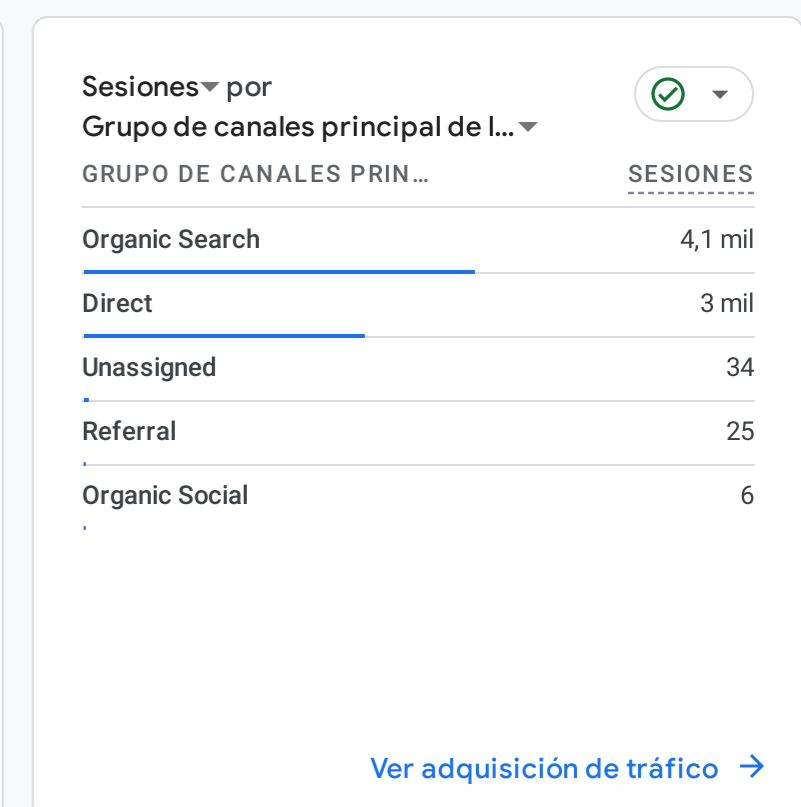 Sesiones por
Grupo de canales principal de l...
GRUPO DE CANALES PRIN... SESIONES
Organic Search 4,1 mil
Direct 3 mil
Unassigned 34
Referral 25
Organic Social 6
Ver adquisición de tráfico